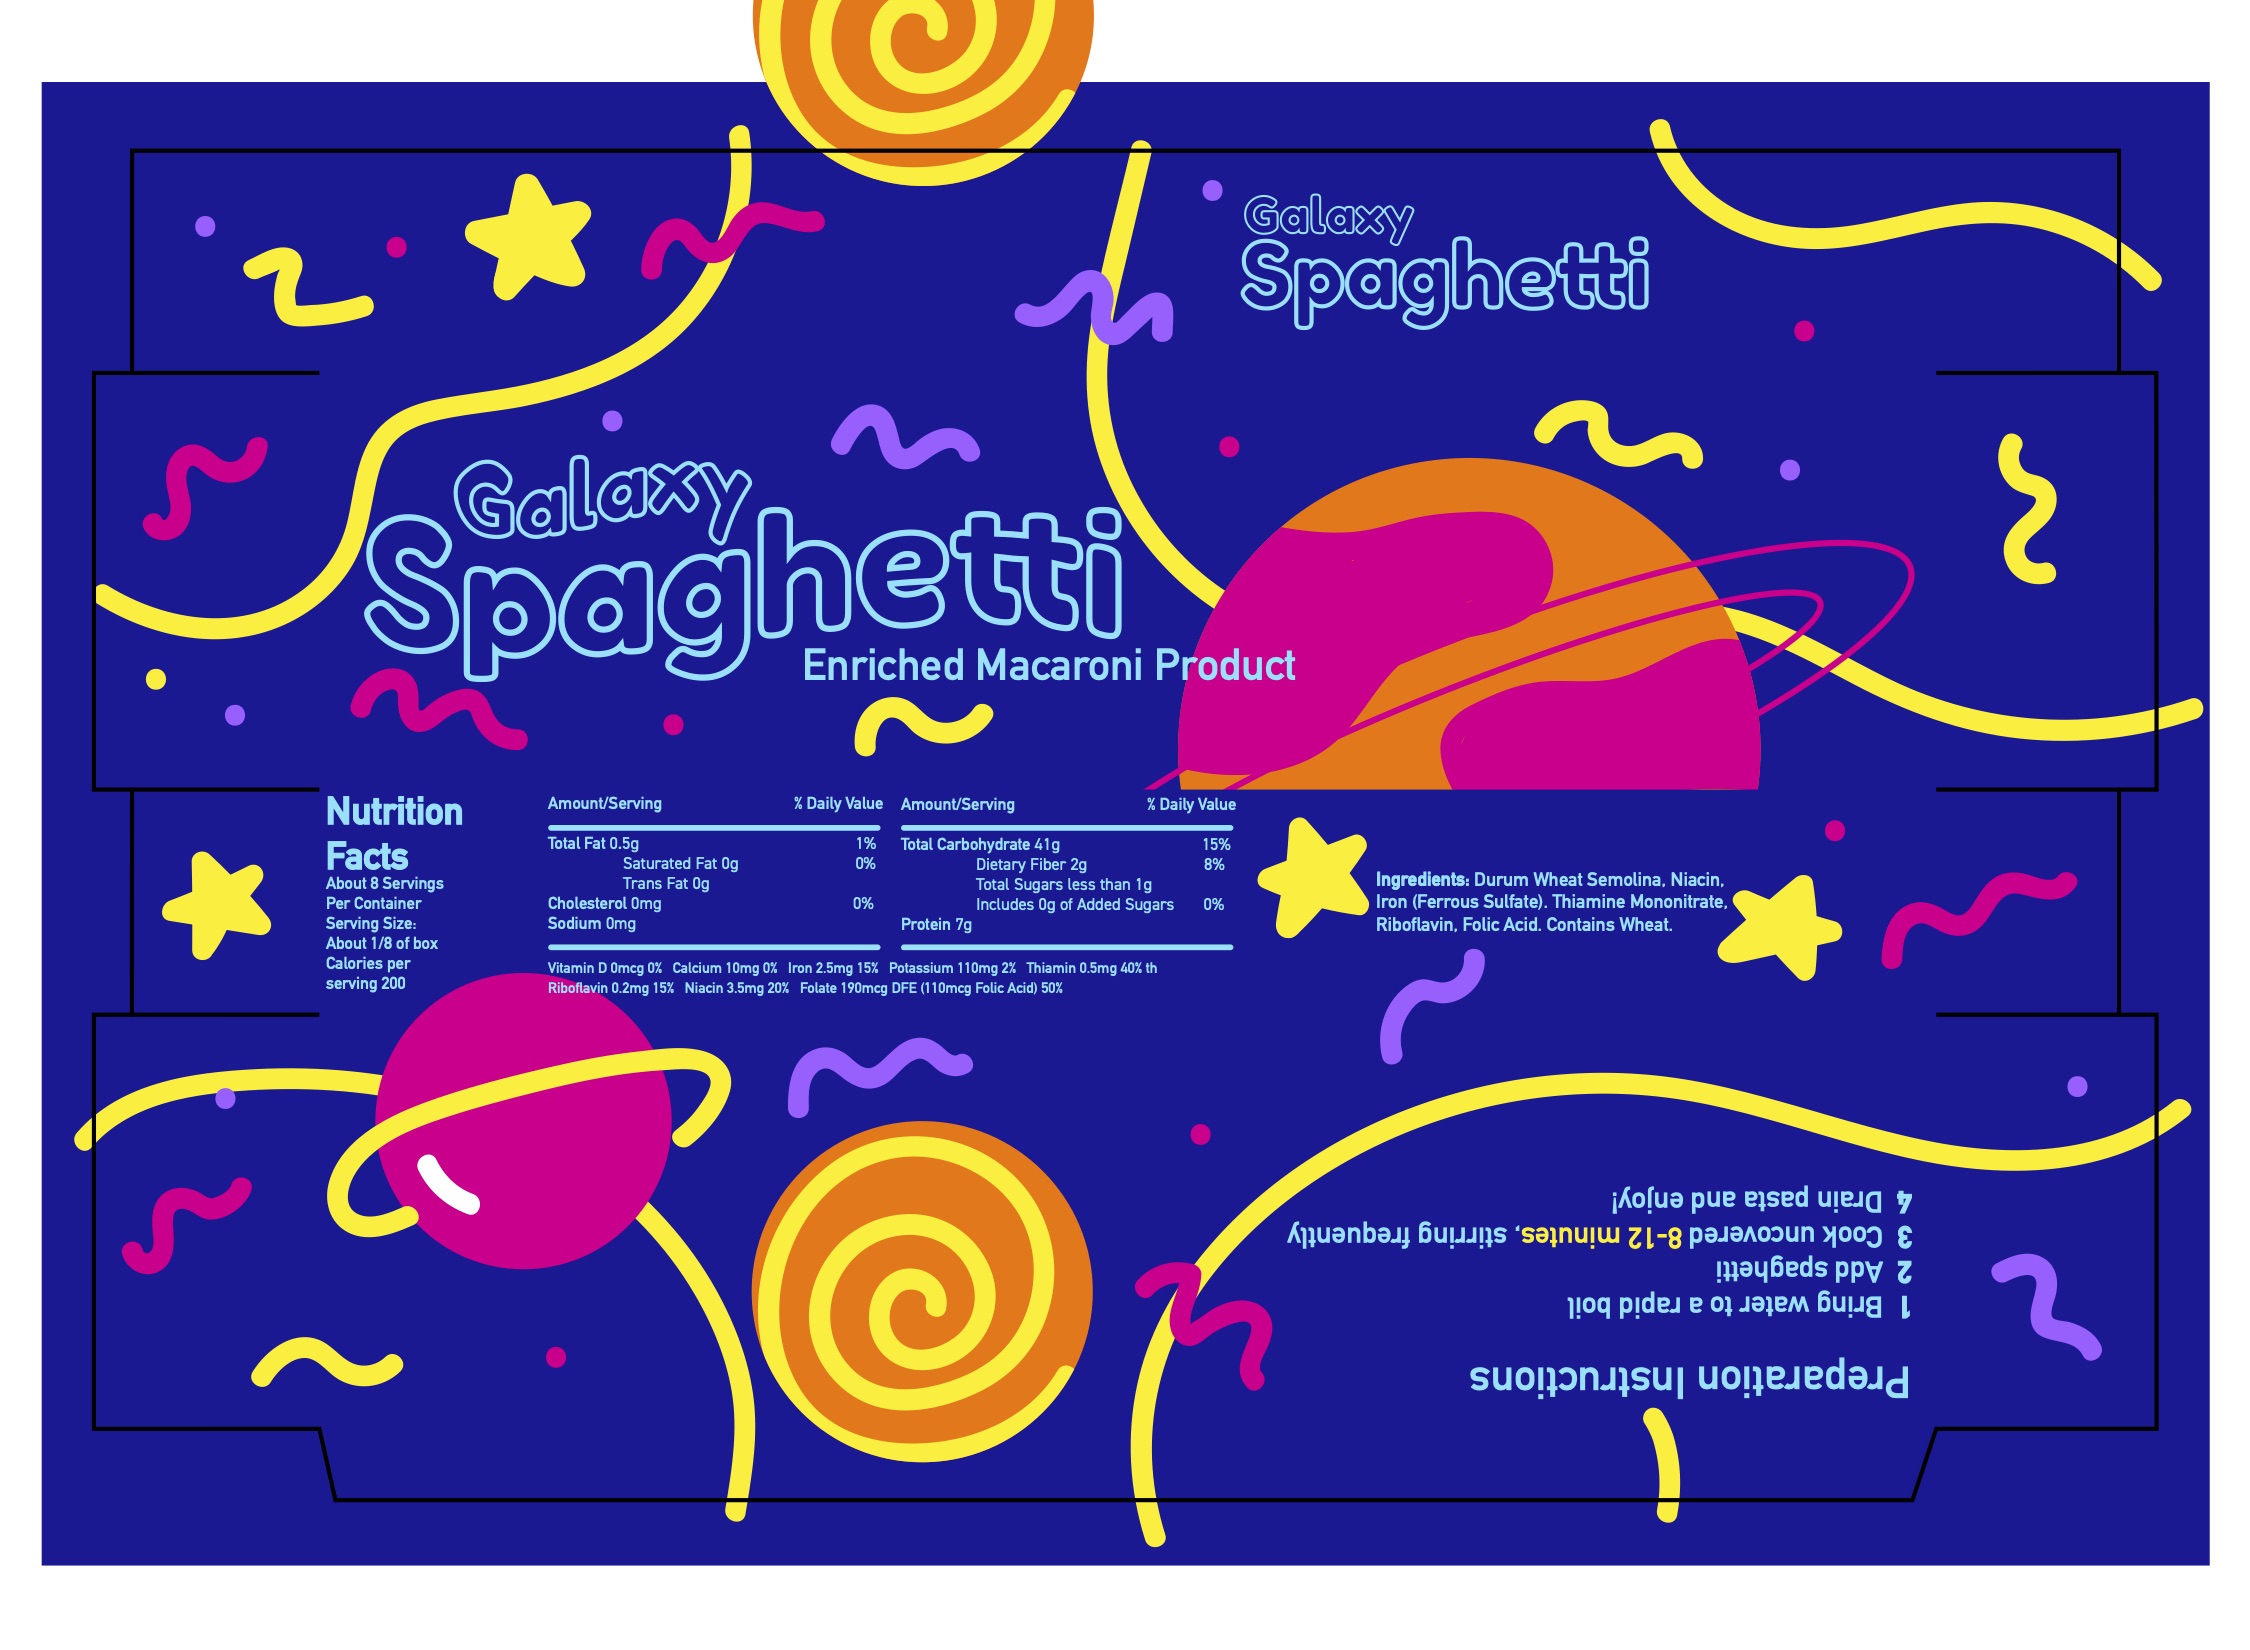 Galaxy
Spaghetti
Galaxy
Spaghetti
Enriched Macaroni Product
Nutrition
Facts
About 8 Servings
Per Container
Serving Size:
About 1/8 of box
Calories per
serving 200
Amount/Serving % Daily Value
Total Fat 0.5g 1%
Saturated Fat 0g 0%
Trans Fat 0g
Cholesterol 0mg 0%
Sodium 0mg
Amount/Serving % Daily Value
Total Carbohydrate 41g 15%
Dietary Fiber 2g 8%
Total Sugars less than 1g
Includes 0g of Added Sugars 0%
Protein 7g
Vitamin D 0mcg 0% Calcium 10mg 0% Iron 2.5mg 15% Potassium 110mg 2% Thiamin 0.5mg 40% th
Riboflavin 0.2mg 15% Niacin 3.5mg 20% Folate 190mcg DFE (110mcg Folic Acid) 50%
Ingredients: Durum Wheat Semolina, Niacin,
Iron (Ferrous Sulfate). Thiamine Mononitrate,
Riboflavin, Folic Acid. Contains Wheat.
Preparation Instructions
1 Bring water to a rapid boil
2 Add spaghetti
3 Cook uncovered 8-12 minutes, stirring frequently
4 Drain pasta and enjoy!